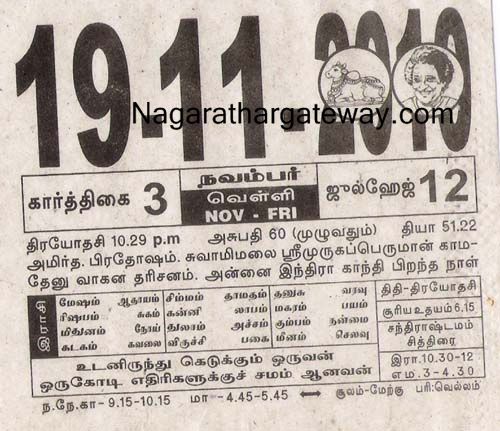 19-11-2010
Nagarathargateway.com
கார்த்திகை 3
நவம்பர்
வெள்ளி
NOV - FRI
ஜுல்ஹேஜ் 12
திரயோதசி 10.29 p.m அசுபதி 60 (முழுவதும்) தியா 51.22
அமிர்த. பிரதோஷம். சுவாமிமலை ஸ்ரீமுருகப்பெருமான் காம-
தேனு வாகன தரிசனம். அன்னை இந்திரா காந்தி பிறந்த நாள்
இராசி
மேஷம் ஆதாயம் சிம்மம் தாமதம் தனுசு வரவு
ரிஷபம் சுகம் கன்னி லாபம் மகரம் பயம்
மிதுனம் நோய் துலாம் அச்சம் கும்பம் நன்மை
கடகம் கவலை விருச்சி பகை மீனம் செலவு
உடனிருந்து கெடுக்கும் ஒருவன்
ஒருகோடி எதிரிகளுக்குச் சமம் ஆனவன்
திதி-திரயோதசி
சூரிய உதயம் 6.15
சந்திராஷ்டமம்
சித்திரை
இரா.10.30-12
எ.ம.3-4.30
ந.நே.கா- 9.15-10.15 மா- 4.45-5.45 சூலம்-மேற்கு பரி:வெல்லம்